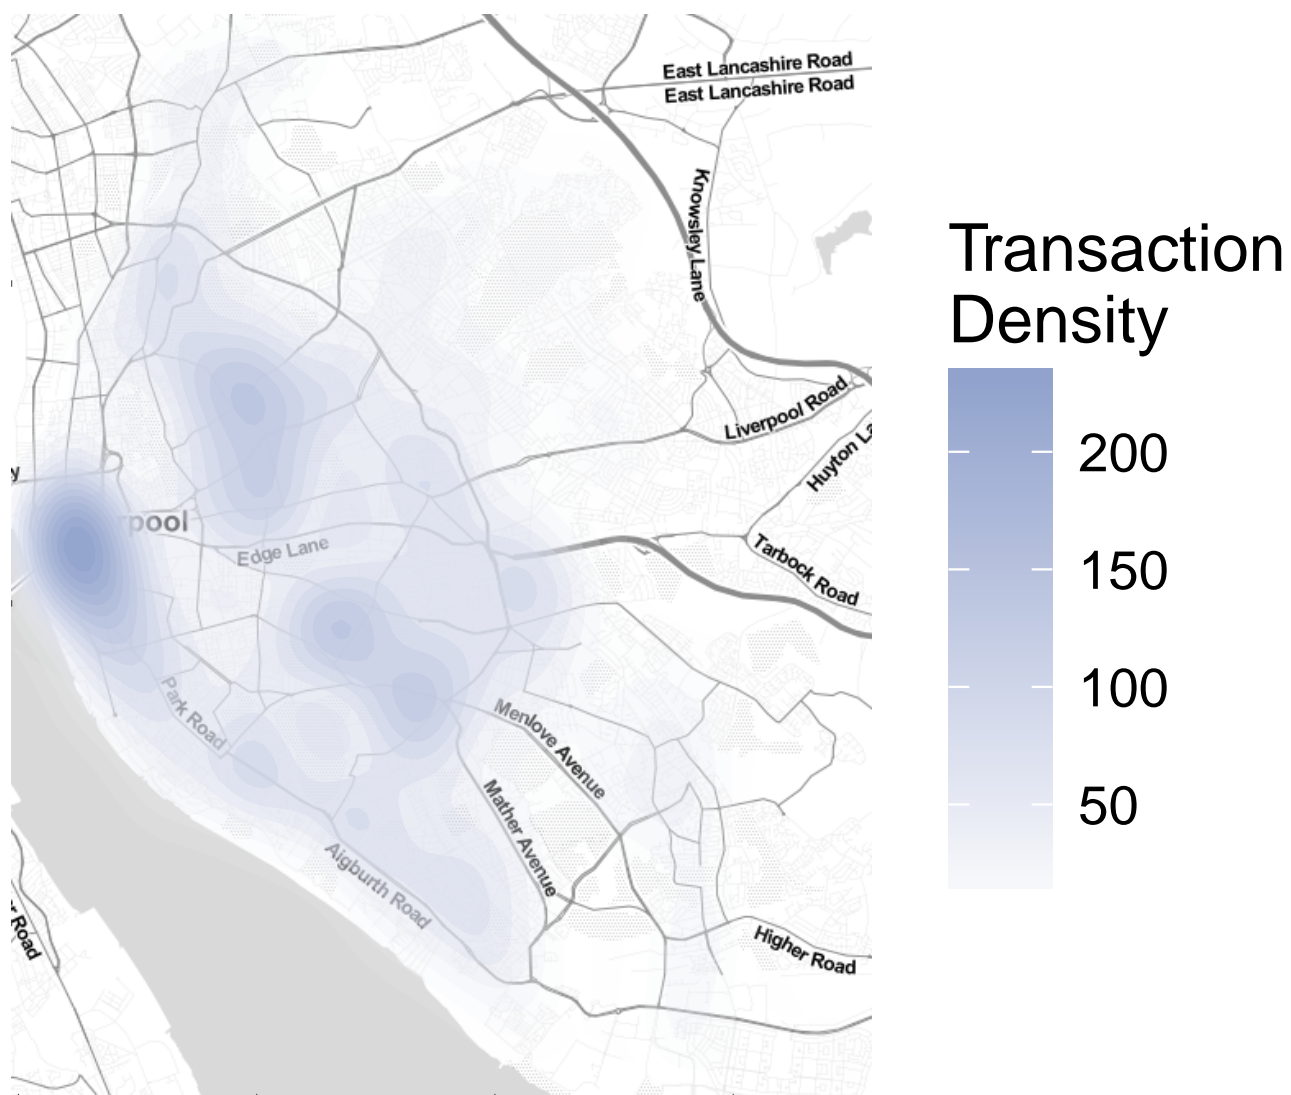 East Lancashire Road
East Lancashire Road
Knowsley Lane
Transaction
Density
Liverpool Road
Huyton La
y
rpool
200
Edge Lane
Tarbock Road
150
Park Road
Menlove Avenue
100
Mather Avenue
50
Aigburth Road
r Road
Higher Road